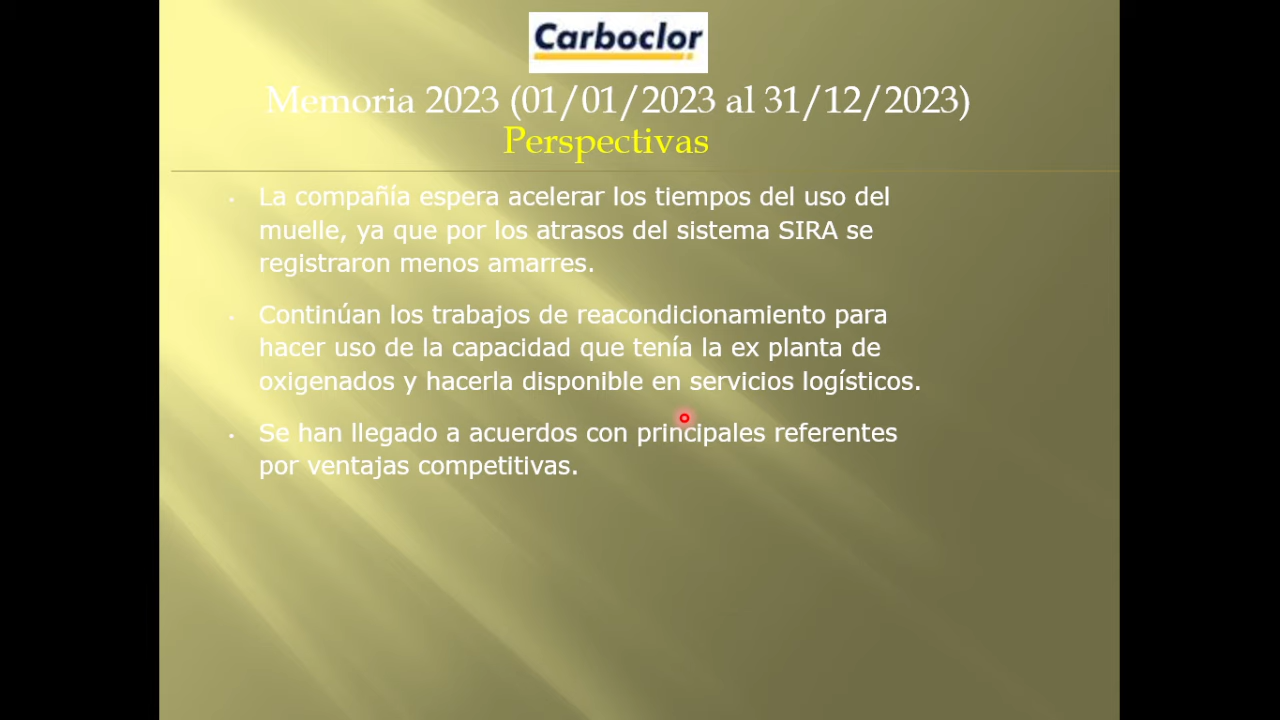 Carboclor
Memoria 2023 (01/01/2023 al 31/12/2023)
Perspectivas
• La compañía espera acelerar los tiempos del uso del
muelle, ya que por los atrasos del sistema SIRA se
registraron menos amarres.
• Continúan los trabajos de reacondicionamiento para
hacer uso de la capacidad que tenía la ex planta de
oxigenados y hacerla disponible en servicios logísticos.
• Se han llegado a acuerdos con principales referentes
por ventajas competitivas.